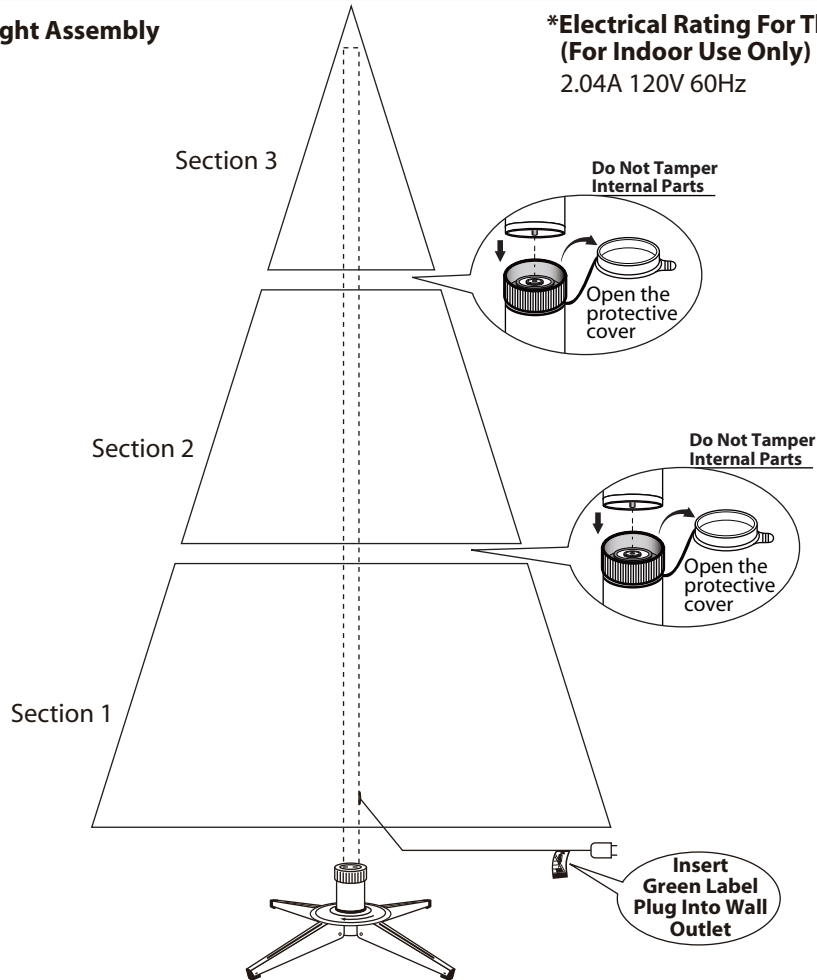 ght Assembly
*Electrical Rating For Th
(For Indoor Use Only)
2.04A 120V 60Hz
Section 3
Do Not Tamper
Internal Parts
Open the
protective
cover
Section 2
Do Not Tamper
Internal Parts
Open the
protective
cover
Section 1
Insert
Green Label
Plug Into Wall
Outlet